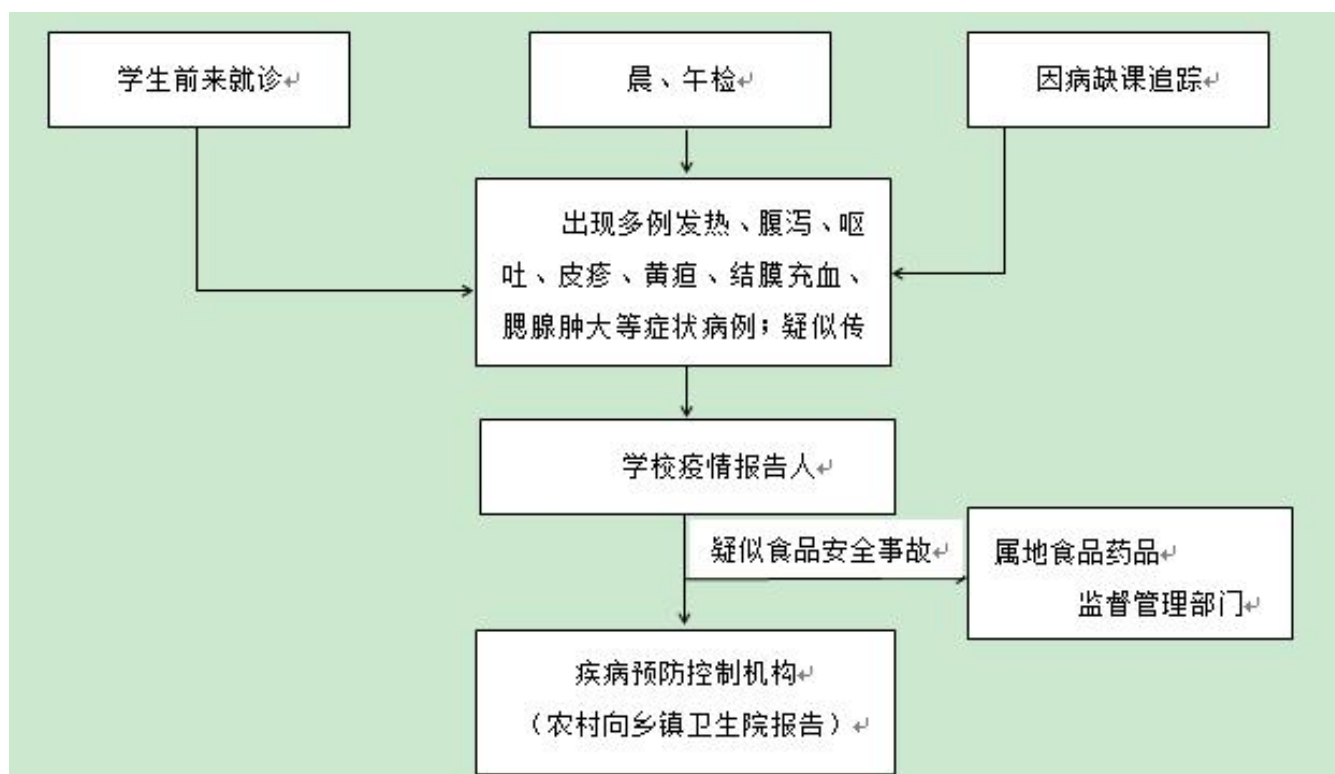 学生前来就诊
晨、午检
因病缺课追踪
出现多例发热、腹泻、呕
吐、皮疹、黄疸、结膜充血、
腮腺肿大等症状病例；疑似传
学校疫情报告人
疑似食品安全事故
属地食品药品
监督管理部门
疾病预防控制机构
（农村向乡镇卫生院报告）